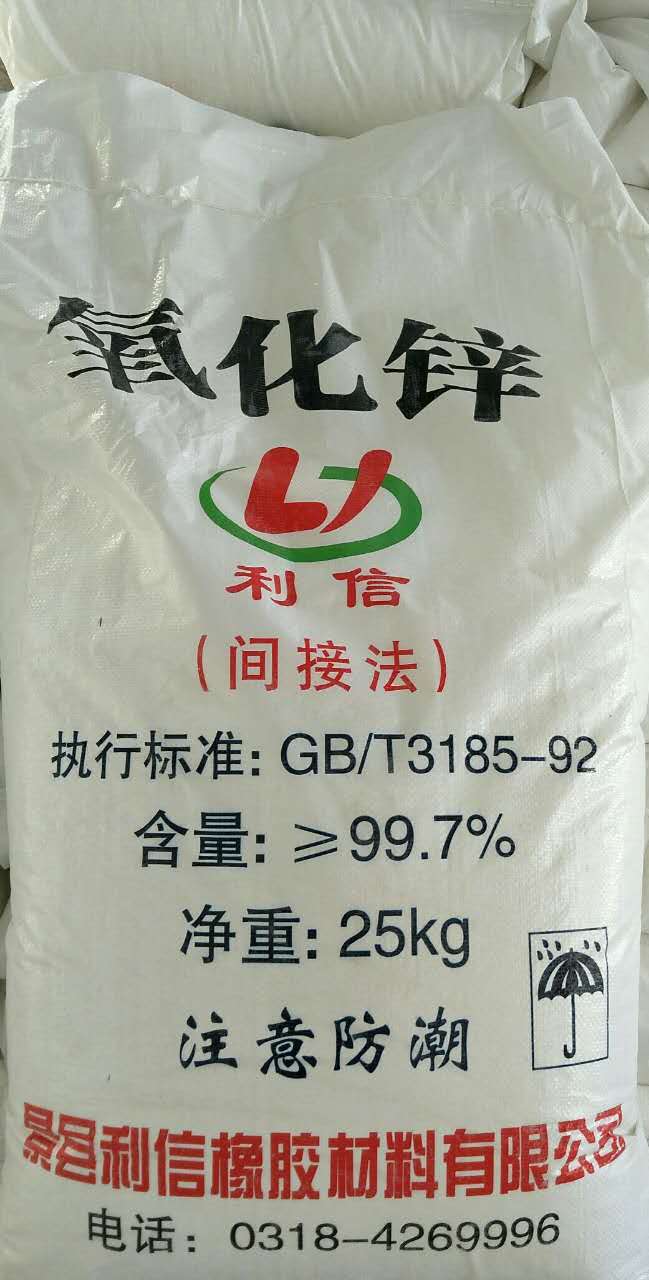 氧化锌
利信
（间接法）
执行标准：GB/T3185-92
含量：≥99.7%
净重：25kg
注意防潮
景县利信橡胶材料有限公司
电话：0318-4269996